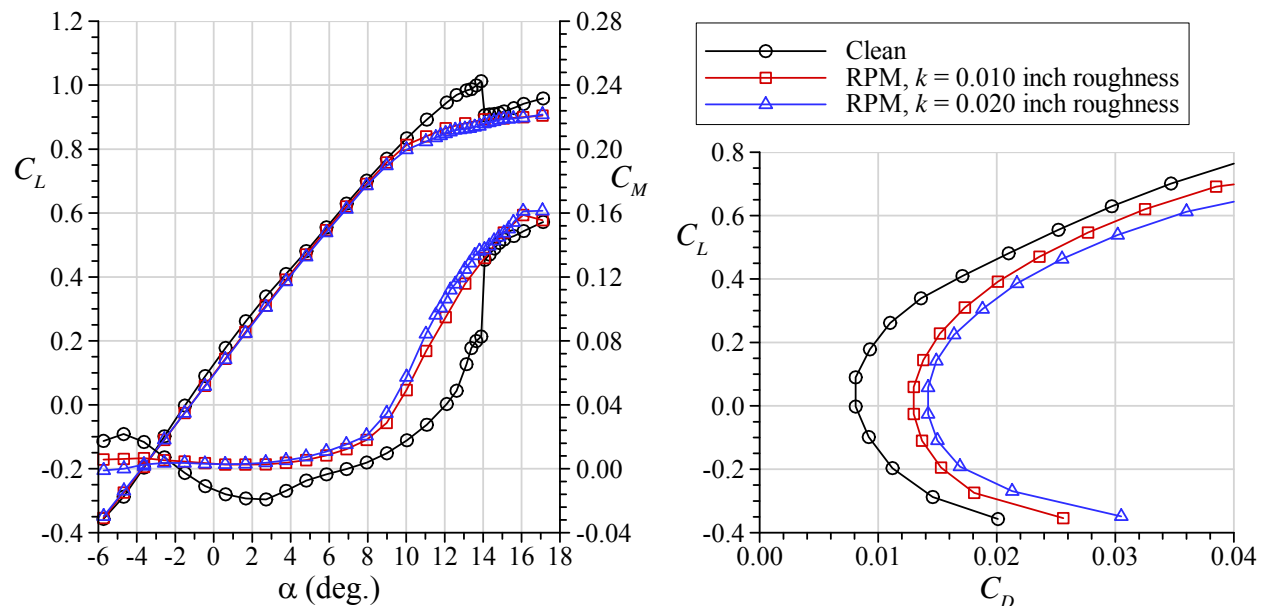 1.2
1.0
0.8
0.6
0.4
0.2
0.0
-0.2
-0.4
C_L
0.28
0.24
0.20
0.16
0.12
0.08
0.04
0.00
-0.04
C_M
-6 -4 -2 0 2 4 6 8 10 12 14 16 18
α (deg.)
Clean
RPM, k = 0.010 inch roughness
RPM, k = 0.020 inch roughness
0.8
0.6
0.4
0.2
0.0
-0.2
-0.4
C_L
0.00 0.01 0.02 0.03 0.04
C_D